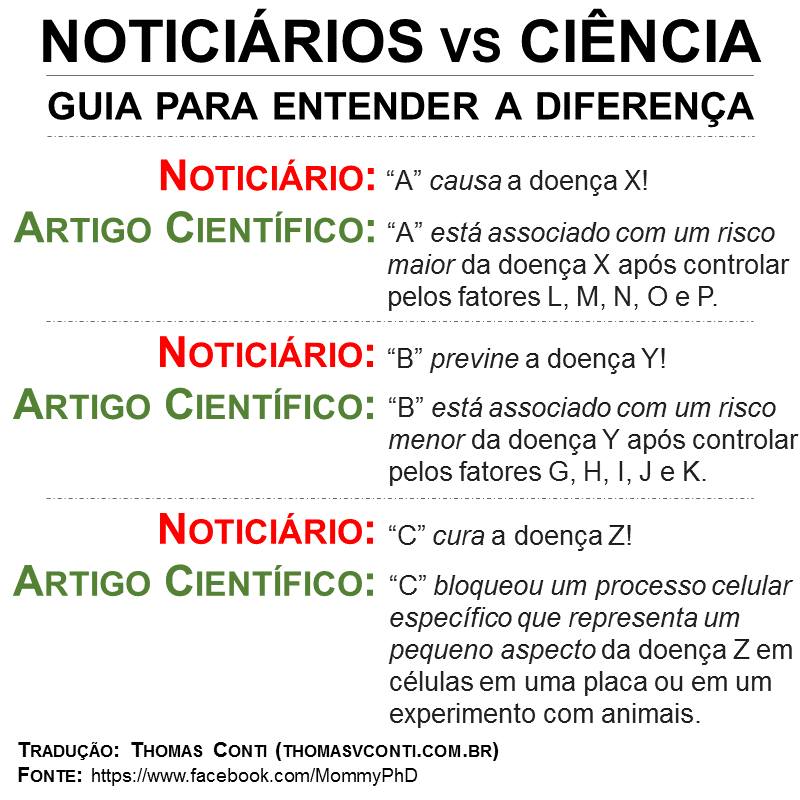 NOTICIÁRIOS VS CIÊNCIA
GUIA PARA ENTENDER A DIFERENÇA
NOTICIÁRIO: “A” causa a doença X!
ARTIGO CIENTÍFICO: “A” está associado com um risco
maior da doença X após controlar
pelos fatores L, M, N, O e P.
NOTICIÁRIO: “B” previne a doença Y!
ARTIGO CIENTÍFICO: “B” está associado com um risco
menor da doença Y após controlar
pelos fatores G, H, I, J e K.
NOTICIÁRIO: “C” cura a doença Z!
ARTIGO CIENTÍFICO: “C” bloqueou um processo celular
específico que representa um
pequeno aspecto da doença Z em
células em uma placa ou em um
experimento com animais.
TRADUÇÃO: THOMAS CONTI (THOMASVCONTI.COM.BR)
FONTE: https://www.facebook.com/MommyPhD